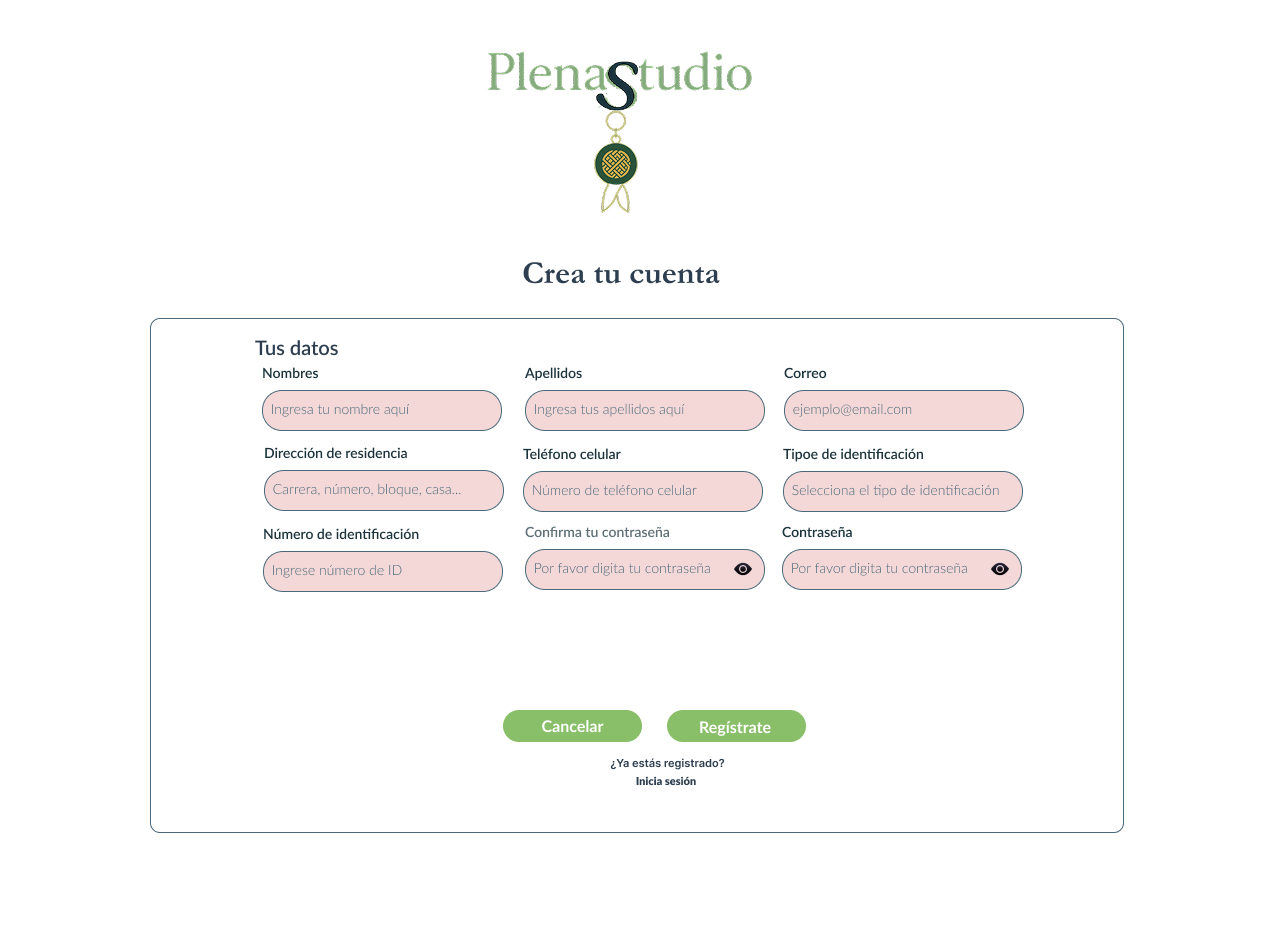 PlenaStudio
Crea tu cuenta
Tus datos
Nombres
Apellidos
Correo
Ingresa tu nombre aquí
Ingresa tus apellidos aquí
ejemplo@email.com
Dirección de residencia
Teléfono celular
Tipoe de identificación
Carrera, número, bloque, casa...
Número de teléfono celular
Selecciona el tipo de identificación
Número de identificación
Confirma tu contraseña
Contraseña
Ingrese número de ID
Por favor digita tu contraseña
Por favor digita tu contraseña
Cancelar
Regístrate
¿Ya estás registrado?
Inicia sesión